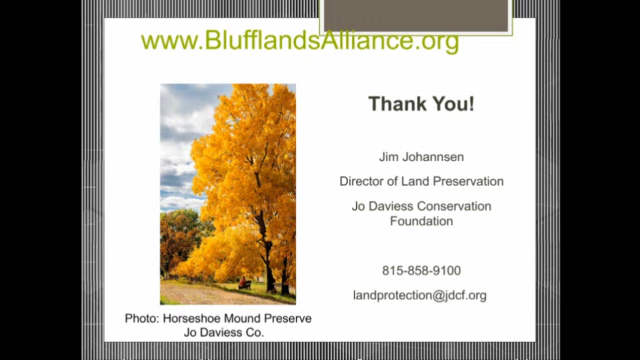 www.BlufflandsAlliance.org
Thank You!
Jim Johannsen
Director of Land Preservation
Jo Daviess Conservation
Foundation
815-858-9100
landprotection@jdcf.org
Photo: Horseshoe Mound Preserve
Jo Daviess Co.